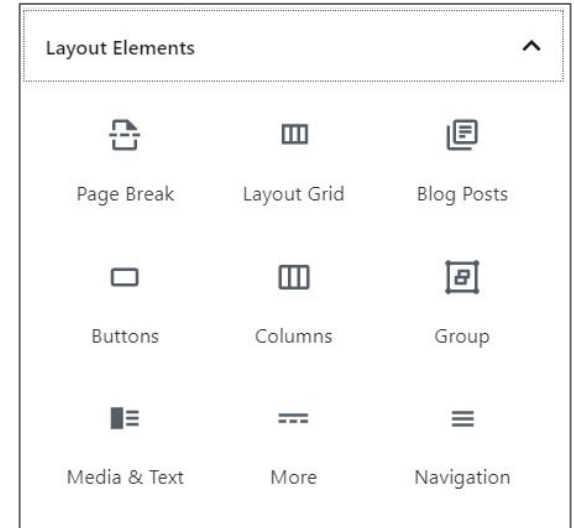 Layout Elements
Page Break Layout Grid Blog Posts
Buttons Columns Group
Media & Text More Navigation